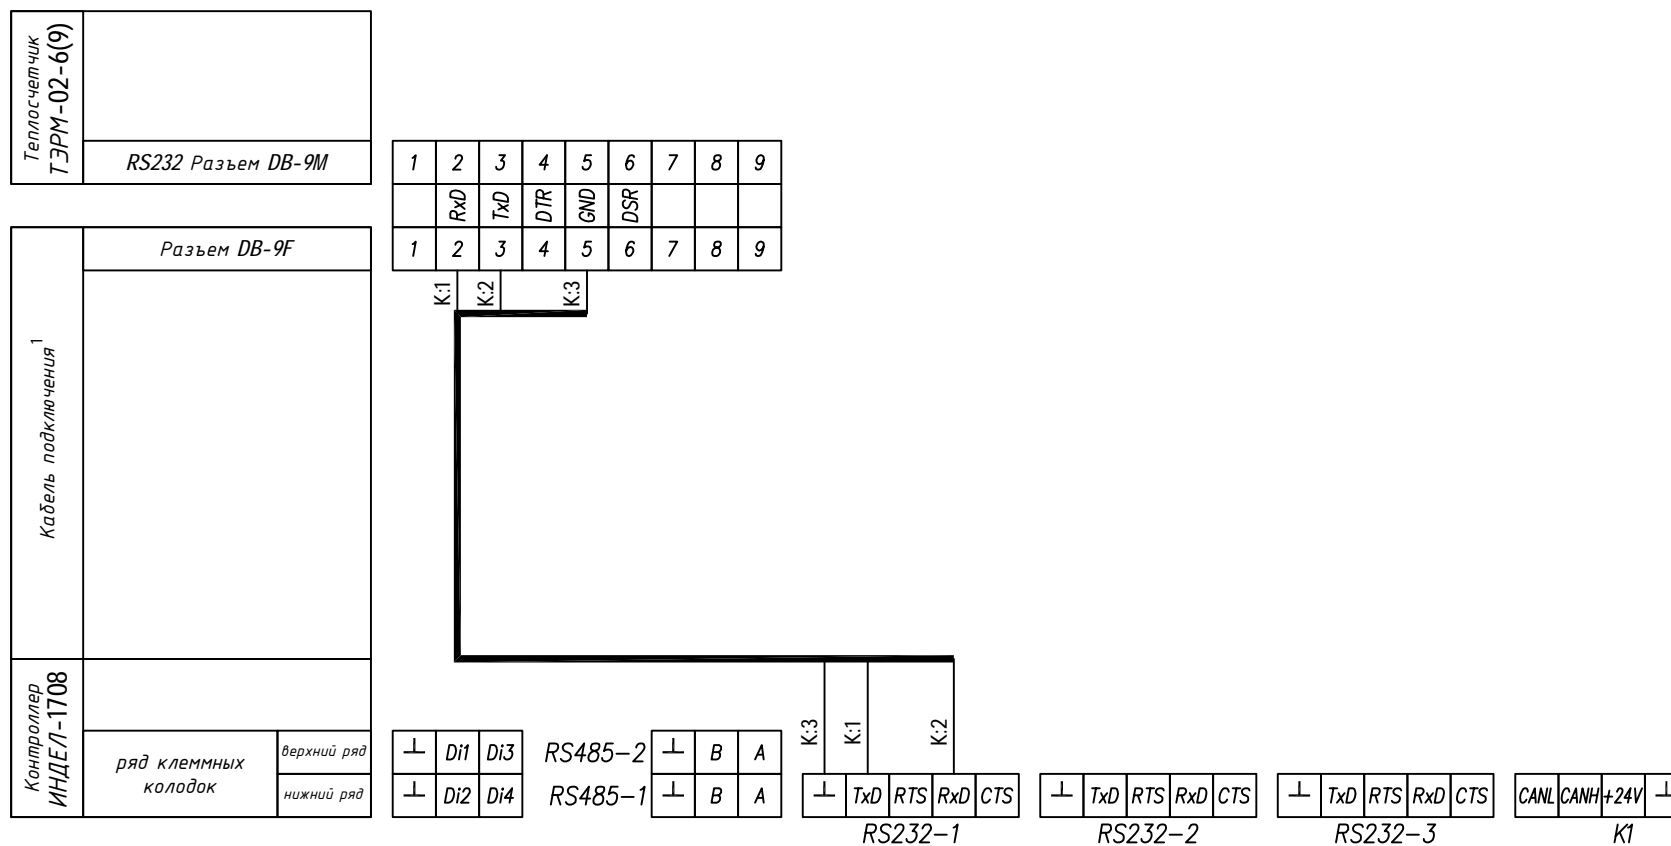 Теплосчетчик
ТЭРМ-02-6(9)
RS232 Разъем DB-9M
1 2 3 4 5 6 7 8 9
RxD TxD DTR GND DSR
Разъем DB-9F
1 2 3 4 5 6 7 8 9
K:1 K:2 K:3
Кабель подключения1
Контроллер
ИНДЕЛ-1708
ряд клеммных
колодок
верхний ряд
нижний ряд
K:3 K:1 K:2
⊥ Di1 Di3 RS485-2 ⊥ B A
⊥ Di2 Di4 RS485-1 ⊥ B A
⊥ TxD RTS RxD CTS
⊥ TxD RTS RxD CTS
⊥ TxD RTS RxD CTS
CANL CANH +24V ⊥
RS232-1 RS232-2 RS232-3 K1